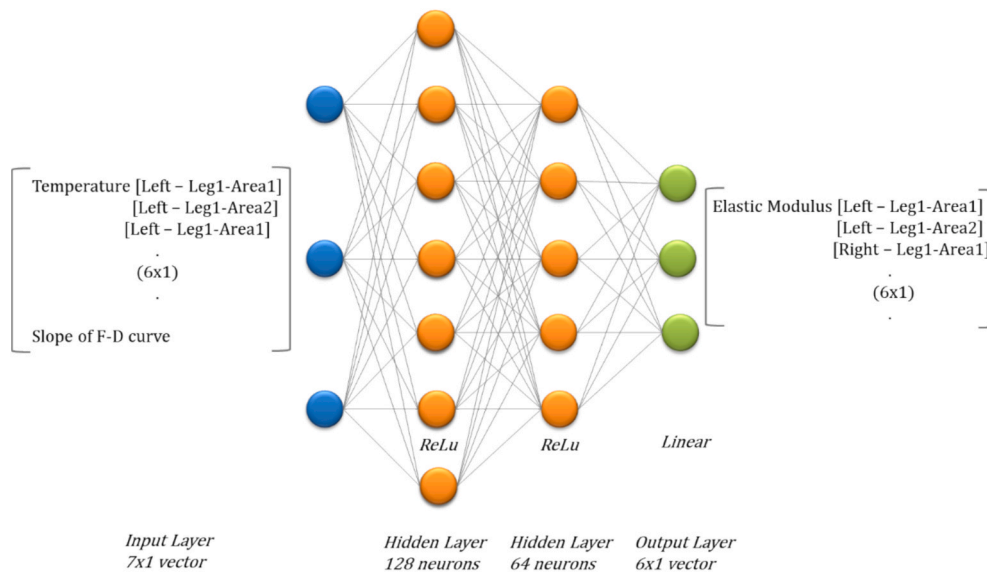 Temperature [Left – Leg1-Area1]
[Left – Leg1-Area2]
[Left – Leg1-Area1]
.
(6x1)
.
Slope of F-D curve
Elastic Modulus [Left – Leg1-Area1]
[Left – Leg1-Area2]
[Right – Leg1-Area1]
.
(6x1)
.
ReLu
ReLu
Linear
Input Layer
7x1 vector
Hidden Layer
128 neurons
Hidden Layer
64 neurons
Output Layer
6x1 vector